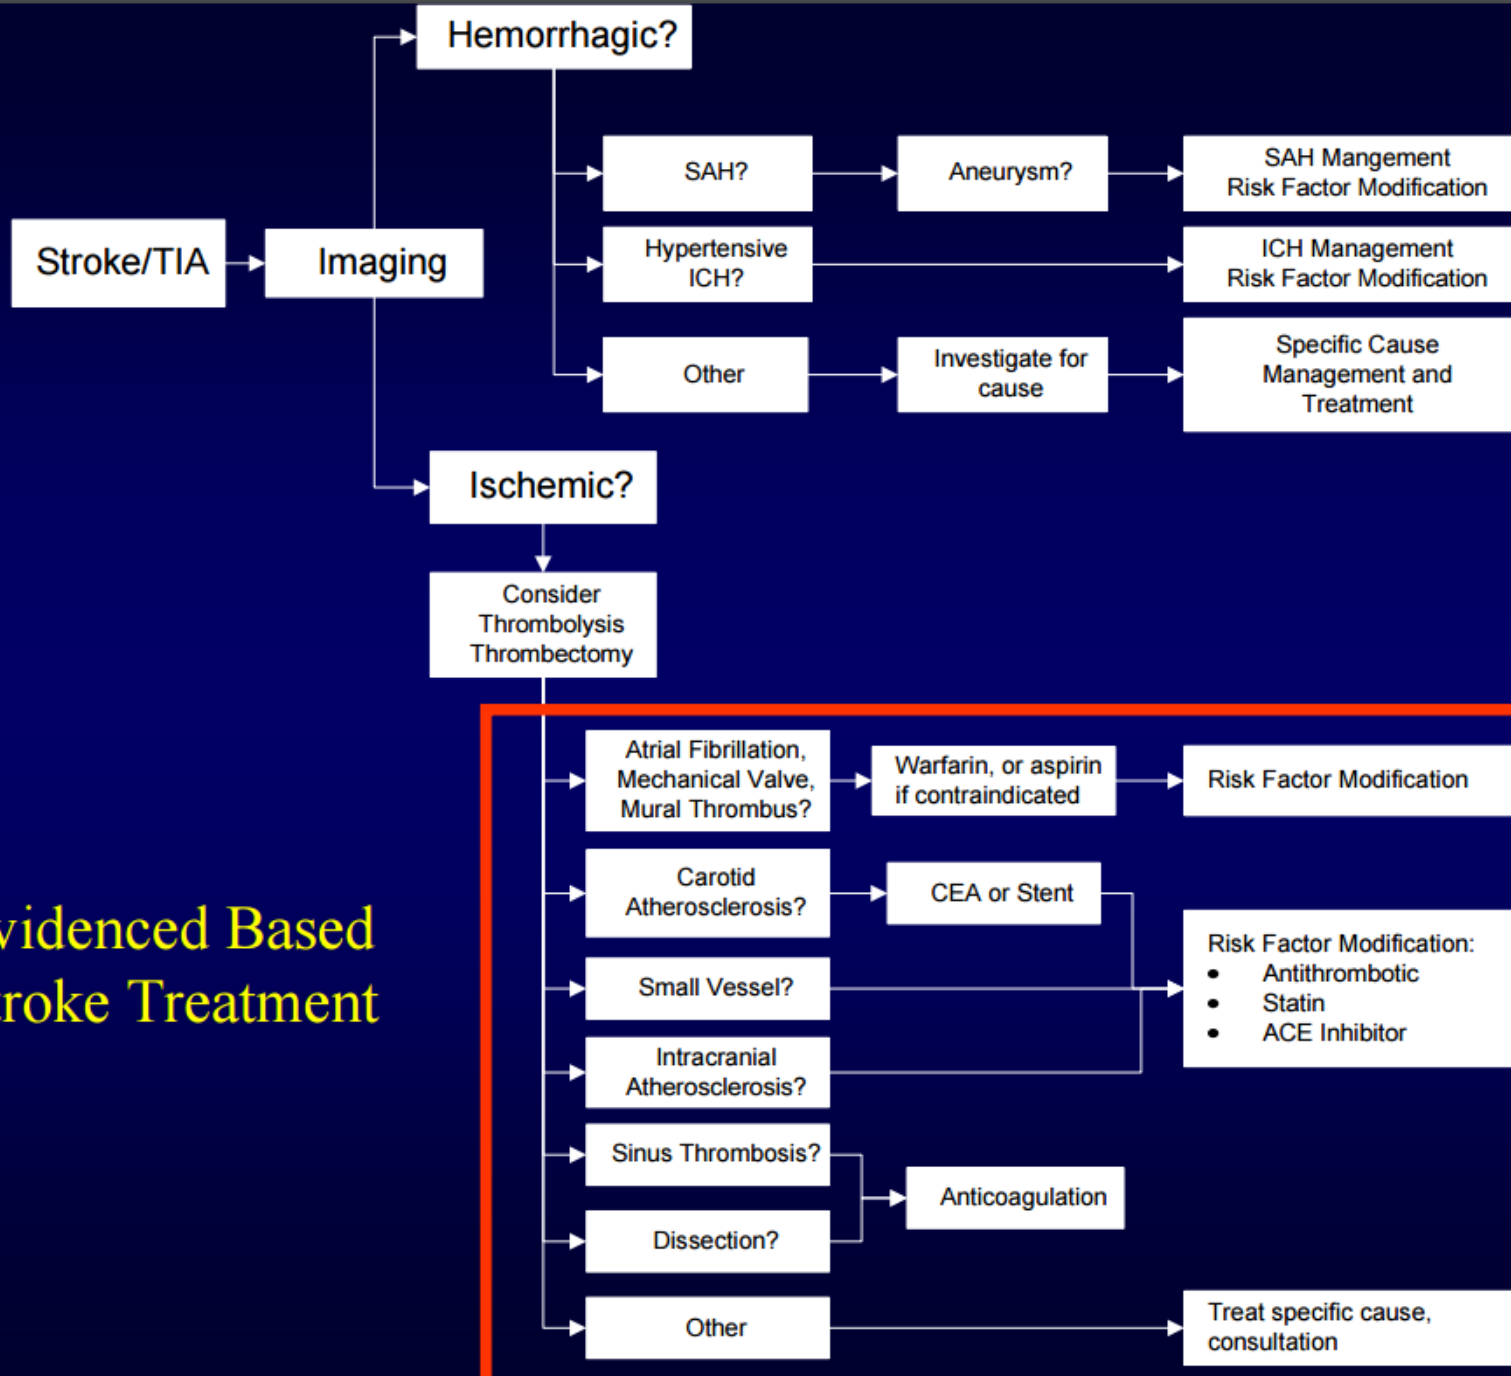 Hemorrhagic?
SAH?
Aneurysm?
SAH Mangement
Risk Factor Modification
Stroke/TIA
Imaging
Hypertensive
ICH?
ICH Management
Risk Factor Modification
Other
Investigate for
cause
Specific Cause
Management and
Treatment
Ischemic?
Consider
Thrombolysis
Thrombectomy
Atrial Fibrillation,
Mechanical Valve,
Mural Thrombus?
Warfarin, or aspirin
if contraindicated
Risk Factor Modification
Carotid
Atherosclerosis?
CEA or Stent
videnced Based
troke Treatment
Small Vessel?
Risk Factor Modification:
• Antithrombotic
• Statin
• ACE Inhibitor
Intracranial
Atherosclerosis?
Sinus Thrombosis?
Anticoagulation
Dissection?
Other
Treat specific cause,
consultation